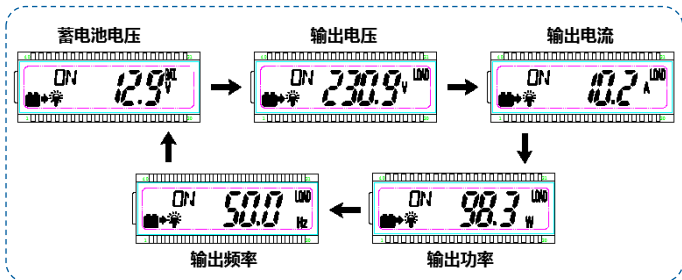 蓄电池电压
输出电压
输出电流
ON 12.9 BAT V
ON 230.9 LOAD V
ON 10.2 LOAD A
ON 50.0 LOAD Hz
ON 98.3 LOAD W
输出频率
输出功率